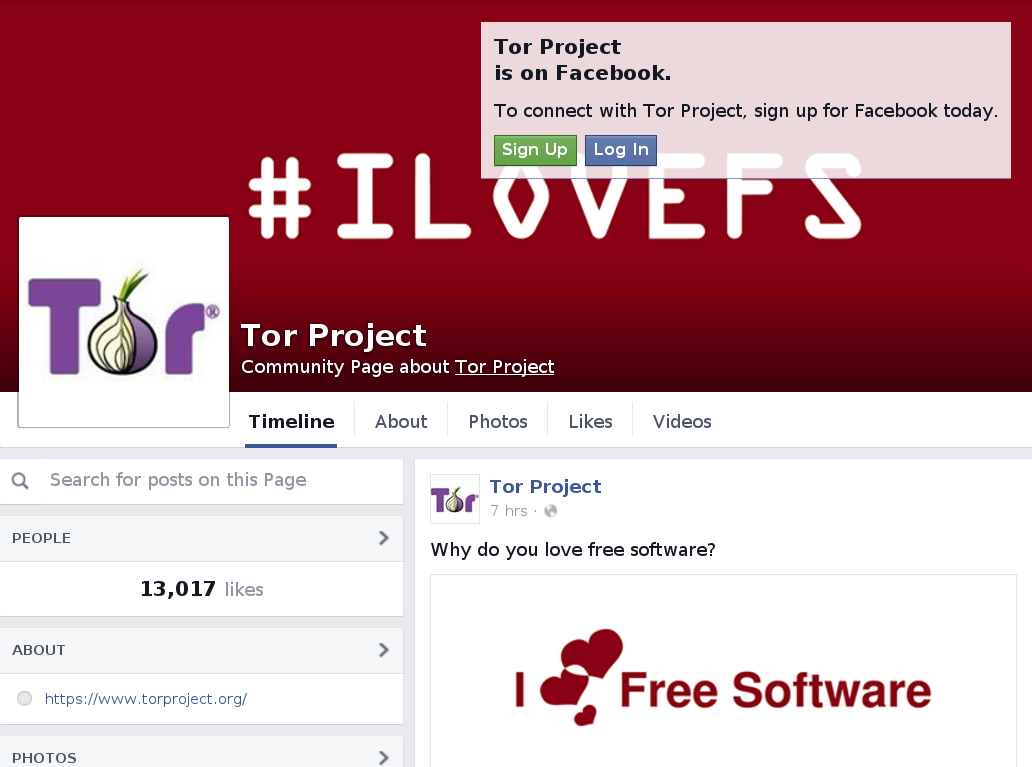 Tor Project
is on Facebook.
To connect with Tor Project, sign up for Facebook today.
Sign Up Log In
#ILOVEFS
Tor®
Tor Project
Community Page about Tor Project
Timeline About Photos Likes Videos
Search for posts on this Page
PEOPLE
13,017 likes
ABOUT
https://www.torproject.org/
PHOTOS
Tor
Tor Project
7 hrs ·
Why do you love free software?
I Free Software